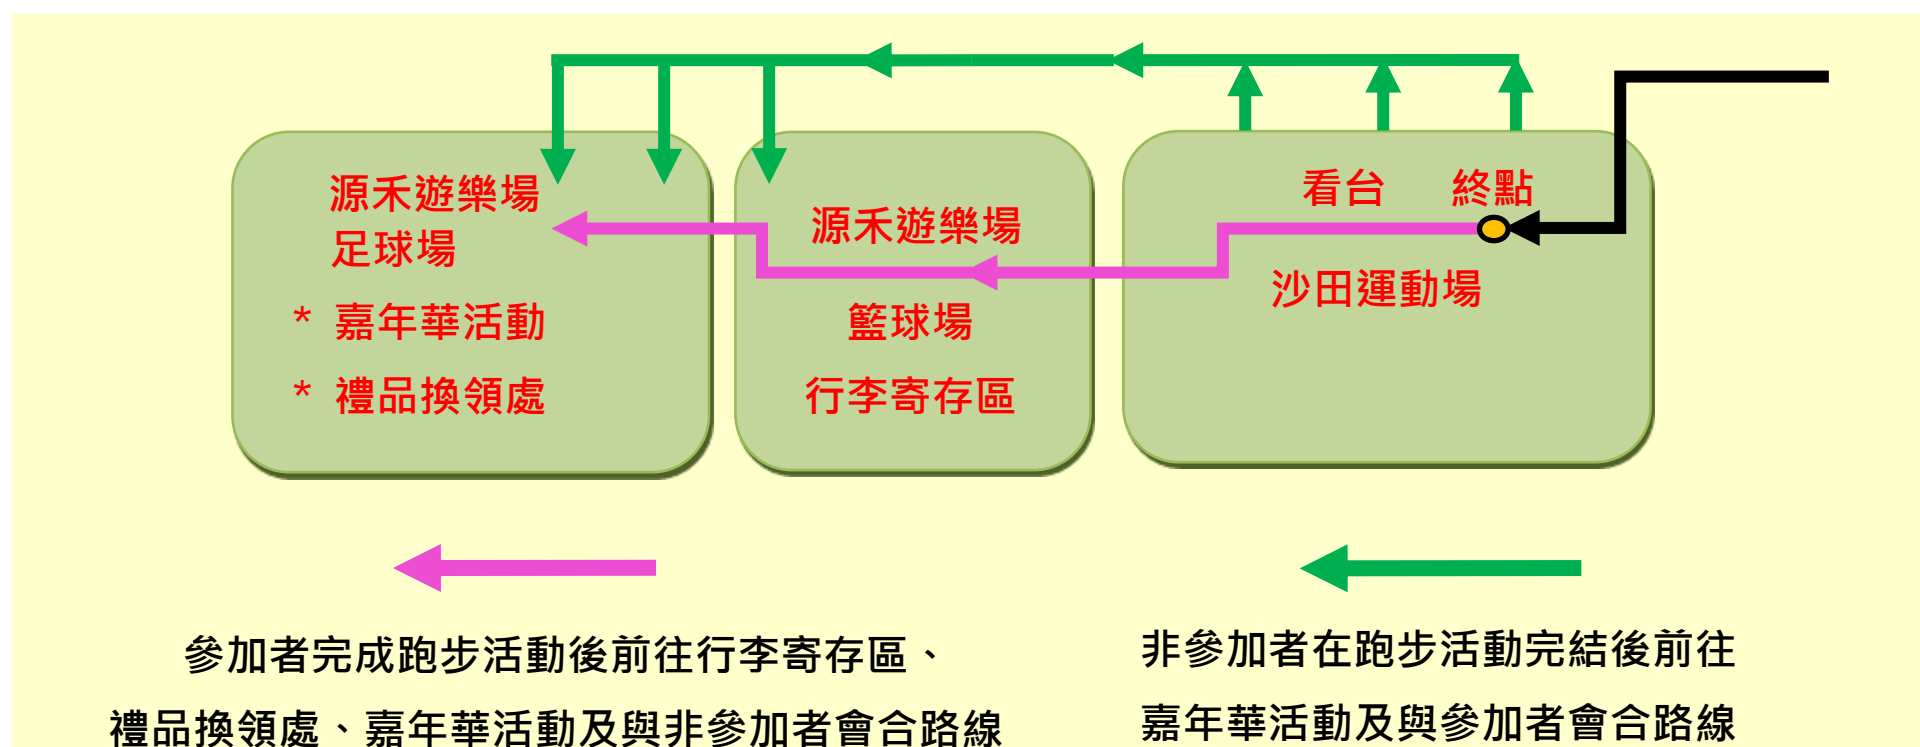 源禾遊樂場
足球場
* 嘉年華活動
* 禮品換領處
源禾遊樂場
籃球場
行李寄存區
看台 終點
沙田運動場
參加者完成跑步活動後前往行李寄存區、
禮品換領處、嘉年華活動及與非參加者會合路線
非參加者在跑步活動完結後前往
嘉年華活動及與參加者會合路線